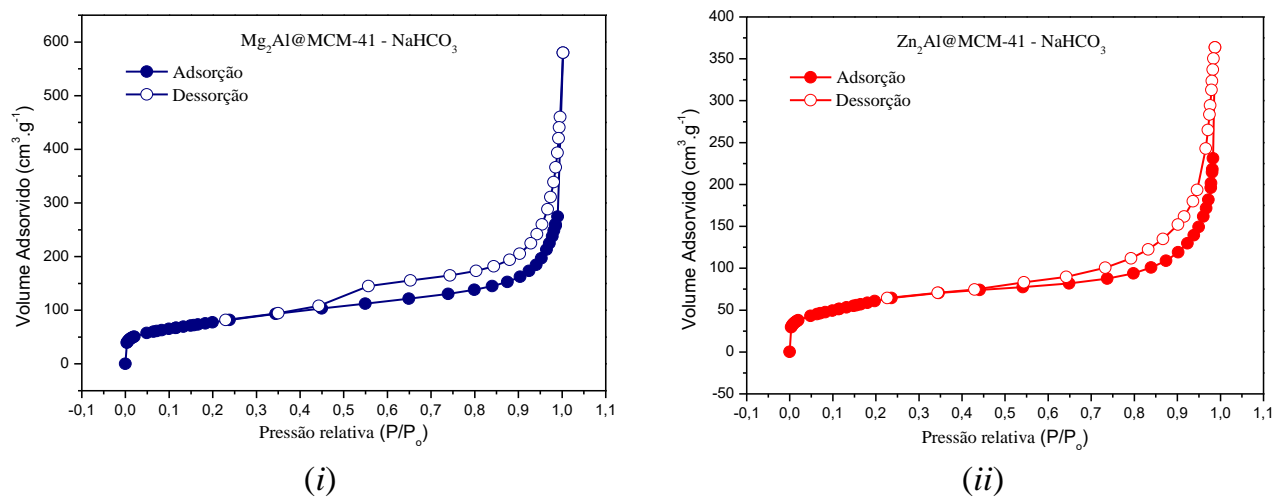 Mg₂Al@MCM-41 - NaHCO₃
Adsorção
Dessorção
Volume Adsorvido (cm³.g⁻¹)
600
500
400
300
200
100
0
-0,1 0,0 0,1 0,2 0,3 0,4 0,5 0,6 0,7 0,8 0,9 1,0 1,1
Pressão relativa (P/Pₒ)
(i)
Zn₂Al@MCM-41 - NaHCO₃
Adsorção
Dessorção
Volume Adsorvido (cm³.g⁻¹)
400
350
300
250
200
150
100
50
0
-50
-0,1 0,0 0,1 0,2 0,3 0,4 0,5 0,6 0,7 0,8 0,9 1,0 1,1
Pressão relativa (P/Pₒ)
(ii)